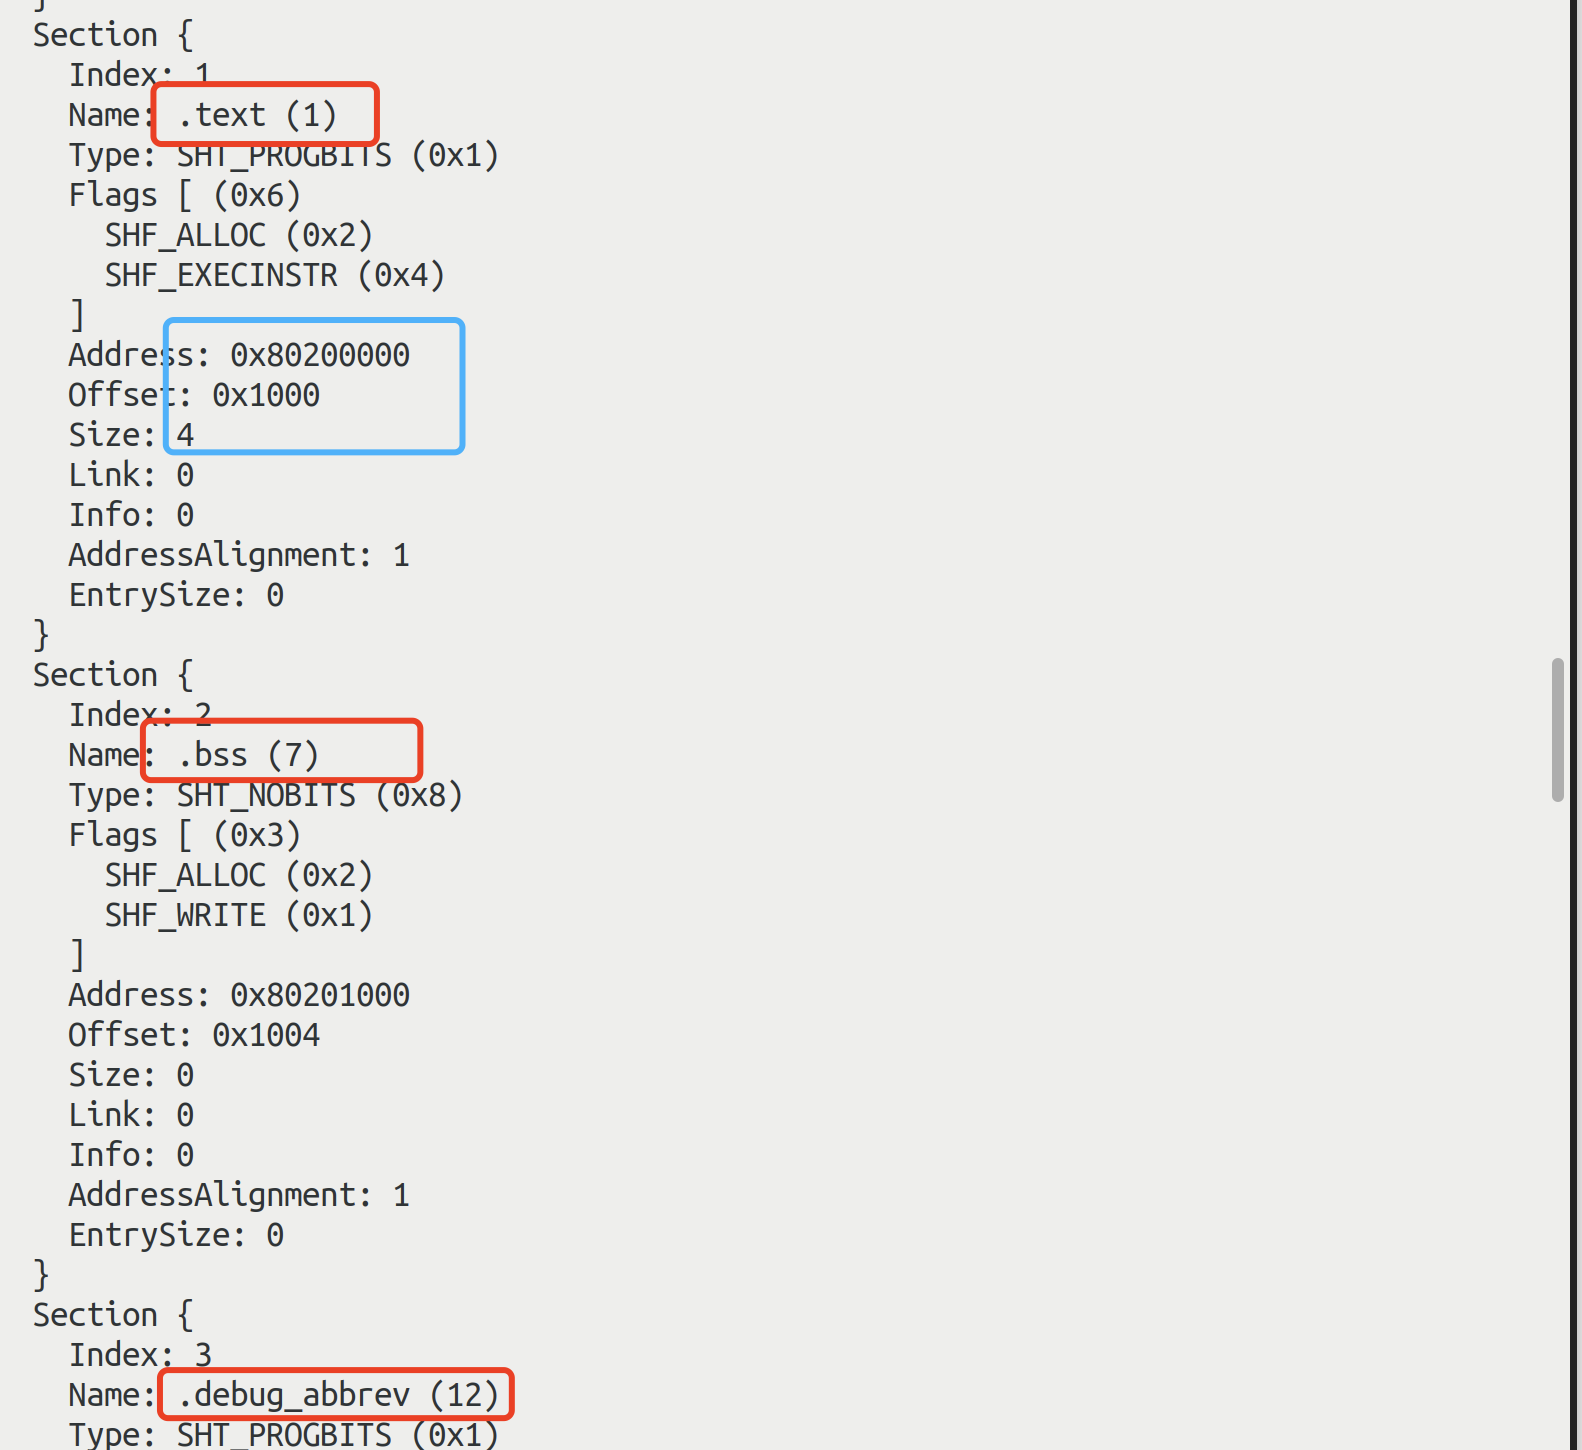 }
Section {
Index: 1
Name: .text (1)
Type: SHT_PROGBITS (0x1)
Flags [ (0x6)
SHF_ALLOC (0x2)
SHF_EXECINSTR (0x4)
]
Address: 0x80200000
Offset: 0x1000
Size: 4
Link: 0
Info: 0
AddressAlignment: 1
EntrySize: 0
}
Section {
Index: 2
Name: .bss (7)
Type: SHT_NOBITS (0x8)
Flags [ (0x3)
SHF_ALLOC (0x2)
SHF_WRITE (0x1)
]
Address: 0x80201000
Offset: 0x1004
Size: 0
Link: 0
Info: 0
AddressAlignment: 1
EntrySize: 0
}
Section {
Index: 3
Name: .debug_abbrev (12)
Type: SHT_PROGBITS (0x1)